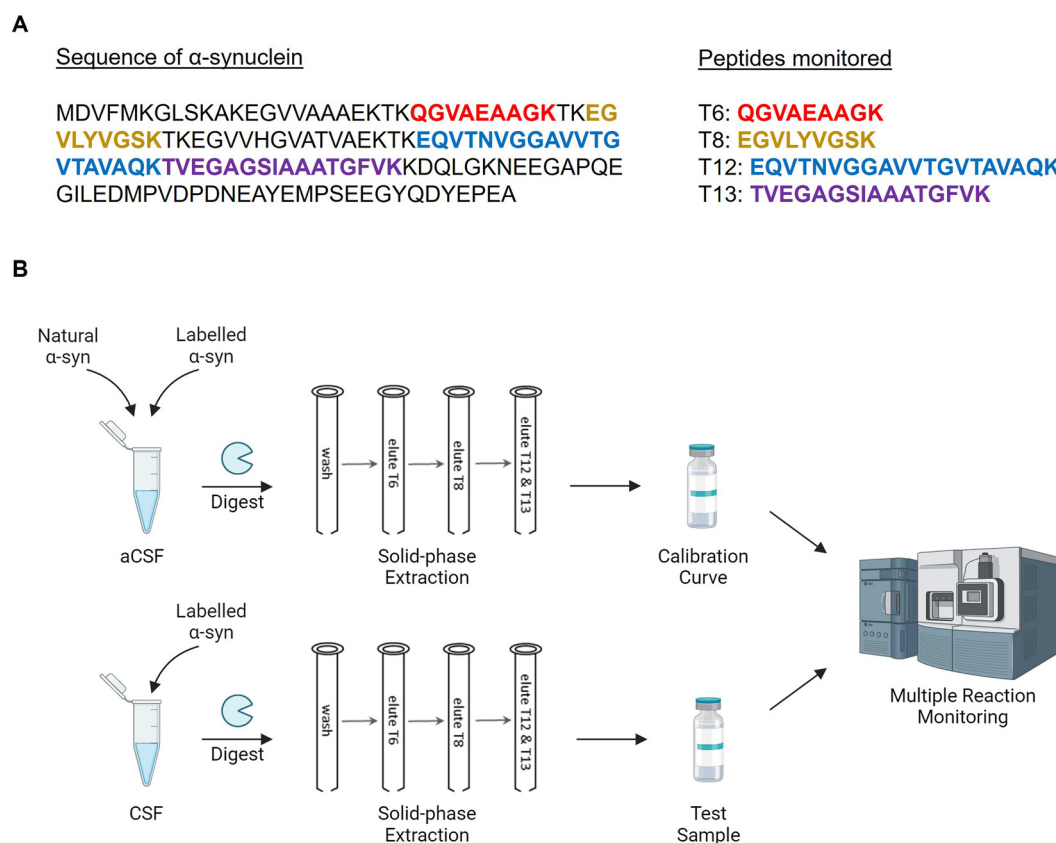 A
Sequence of α-synuclein
MDVFMKGLSKAKEGVVAAAEKTKQGVAEAAGKTKEG
VLYVGSKTKEGVVHGVATVAEKTKEQVTNVGGAVVTG
VTAVAQKTVEGAGSIAAATGFVKKDQLGKNEEGAPQE
GILEDMPVDPDNEAYEMPSEEGYQDYEPEA
Peptides monitored
T6: QGVAEAAGK
T8: EGVLYVGSK
T12: EQVTNVGGAVVTGVTAVAQK
T13: TVEGAGSIAAATGFVK
B
Natural
α-syn
Labelled
α-syn
aCSF
Digest
wash
elute T6
elute T8
elute T12 & T13
Solid-phase
Extraction
Calibration
Curve
Labelled
α-syn
CSF
Digest
wash
elute T6
elute T8
elute T12 & T13
Solid-phase
Extraction
Test
Sample
Multiple Reaction
Monitoring